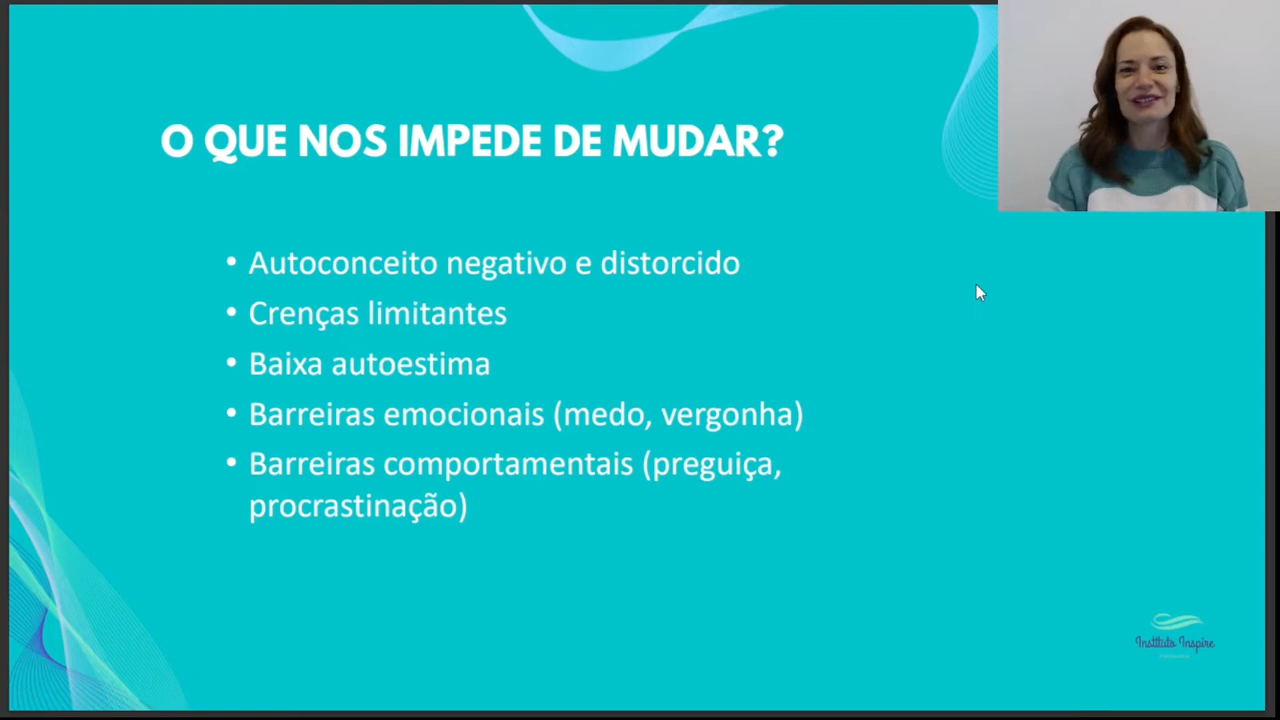 O QUE NOS IMPEDE DE MUDAR?
• Autoconceito negativo e distorcido
• Crenças limitantes
• Baixa autoestima
• Barreiras emocionais (medo, vergonha)
• Barreiras comportamentais (preguiça,
procrastinação)
Instituto Inspire